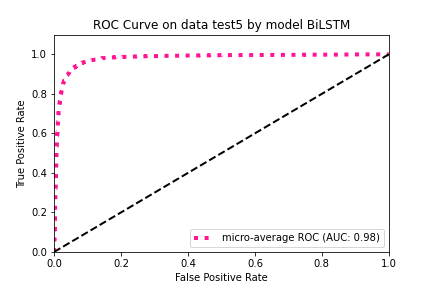 ROC Curve on data test5 by model BiLSTM
1.0
0.8
0.6
0.4
0.2
0.0
True Positive Rate
micro-average ROC (AUC: 0.98)
0.0 0.2 0.4 0.6 0.8 1.0
False Positive Rate